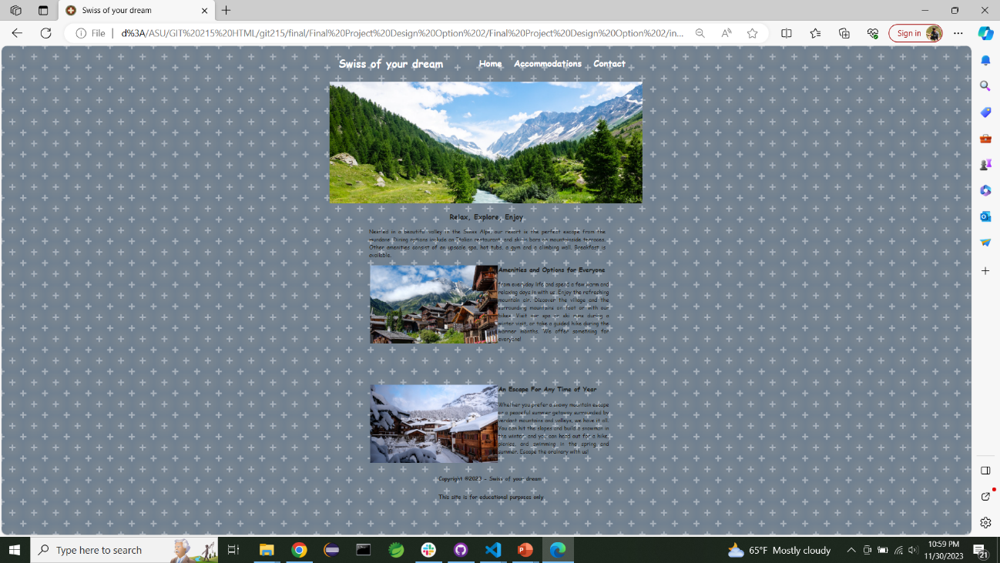 Swiss of your dream
File
d%3A/ASU/GIT%20215%20HTML/git215/final/Final%20Project%20Design%20Option%202/Final%20Project%20Design%20Option%202/in...
Sign in
Swiss of your dream
Home Accommodations Contact
Relax, Explore, Enjoy
Nestled in a beautiful valley in the Swiss Alps, our resort is the perfect escape from the
mundane. Dining options include an Italian restaurant, and ski-in bars on mountainside terraces.
Other amenities consist of an upscale spa, hot tubs, a gym and a climbing wall. Breakfast is
available.
Amenities and Options for Everyone
from everyday life and spend a few warm and
relaxing days in with us. Enjoy the refreshing
mountain air. Discover the village and the
surrounding mountains on foot or with our
bikes. Visit our spa or ski runs during a
winter visit, or take a guided hike during the
warmer months. We offer something for
everyone!
An Escape For Any Time of Year
Whether you prefer a snowy mountain escape
or a peaceful summer getaway surrounded by
verdant mountains and valleys, we have it all.
You can hit the slopes and build a snowman in
the winter, and you can head out for a hike,
picnics, and swimming in the spring and
summer. Escape the ordinary with us!
Copyright ©2023 - Swiss of your dream
This site is for educational purposes only
Type here to search
65°F Mostly cloudy
10:59 PM
11/30/2023
21